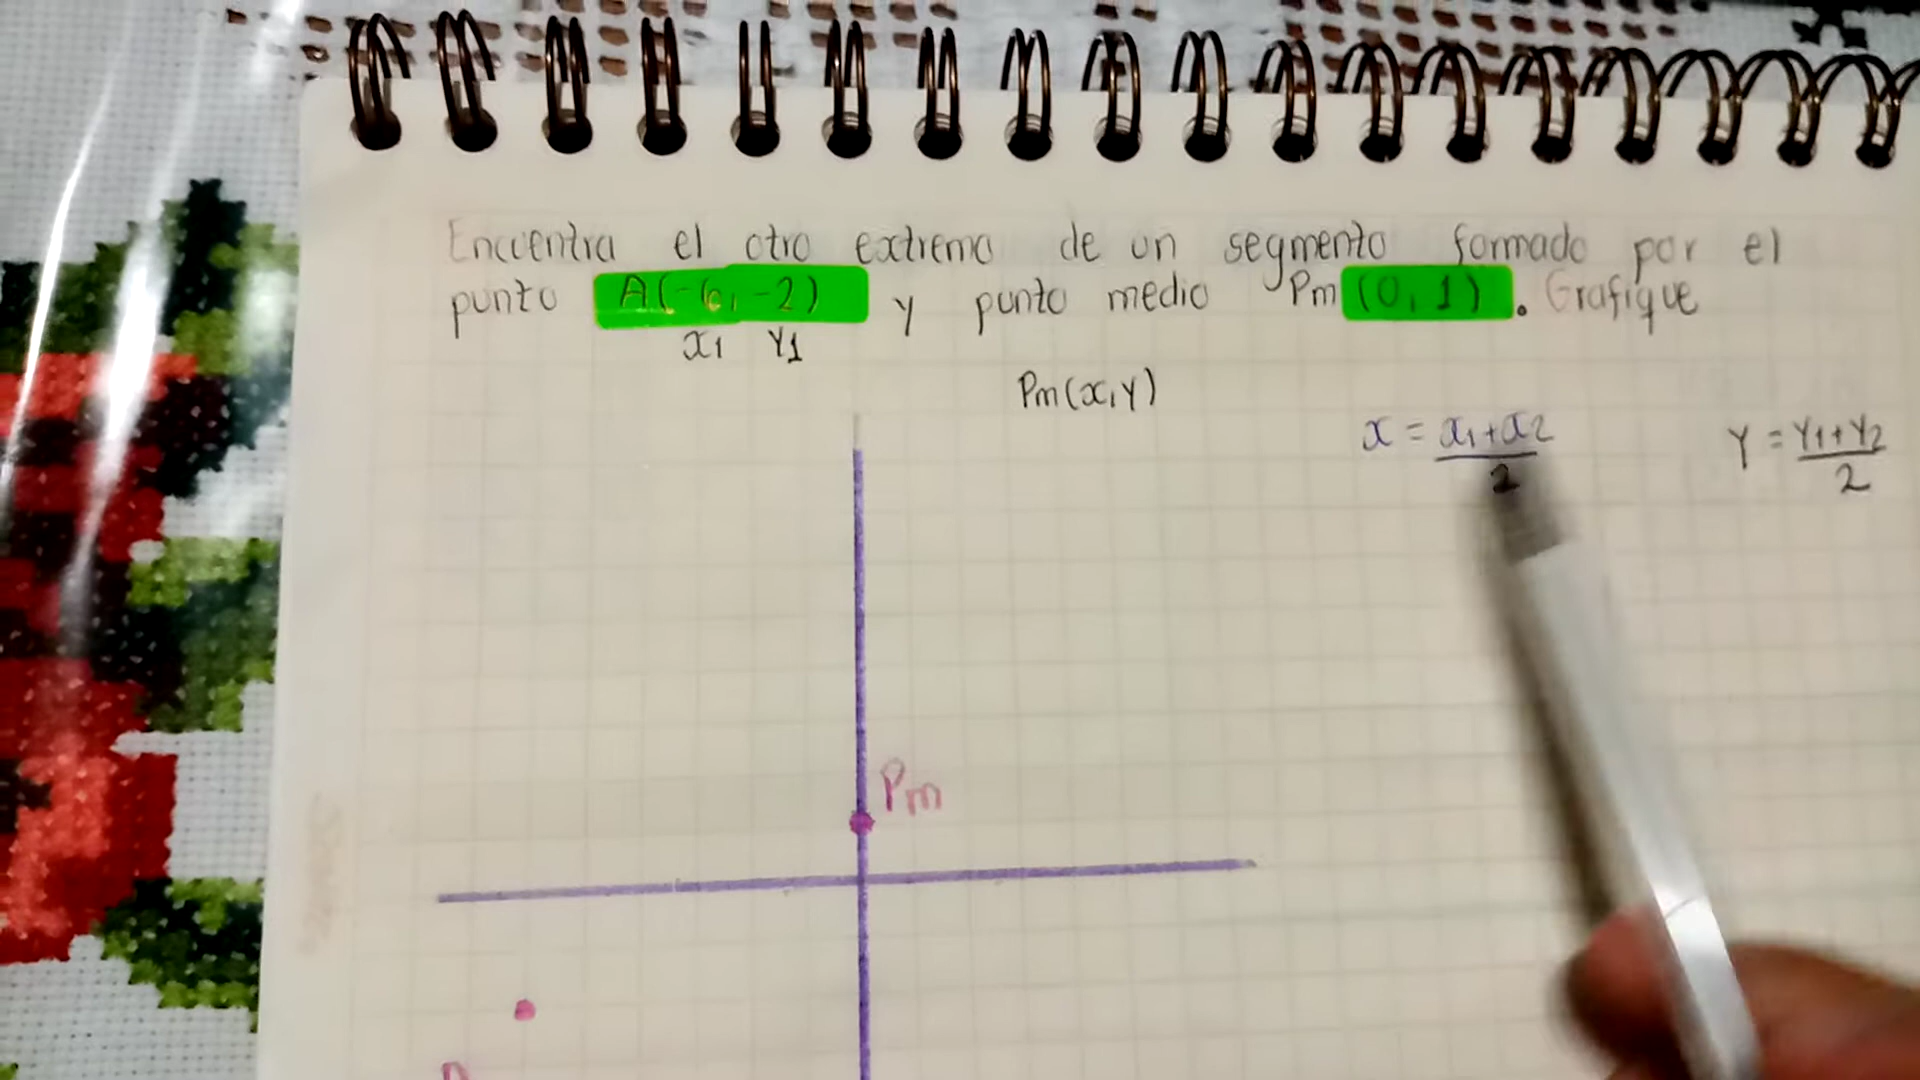 Encuentra el otro extremo de un segmento formado por el
punto A(-6, -2) y punto medio Pm (0, 1). Grafique
x1 Y1
Pm(x, y)
x = x1+x2
2
Y = Y1+Y2
2
Pm